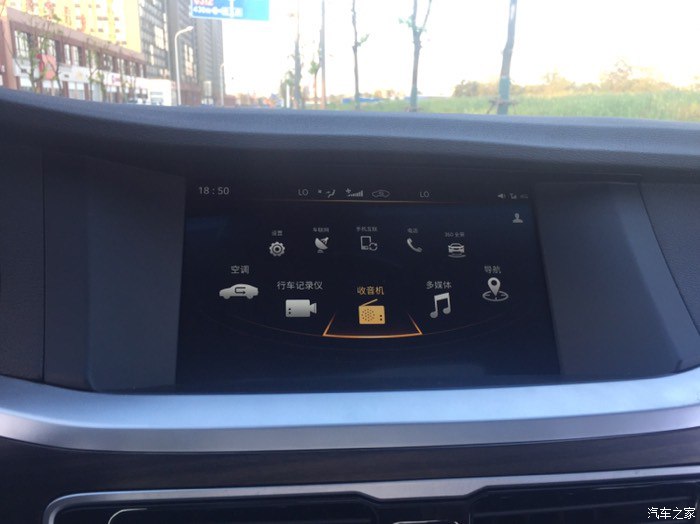 18:50
LO
LO
设置
车联网
手机互联
电话
360全景
空调
行车记录仪
收音机
多媒体
导航
汽车之家